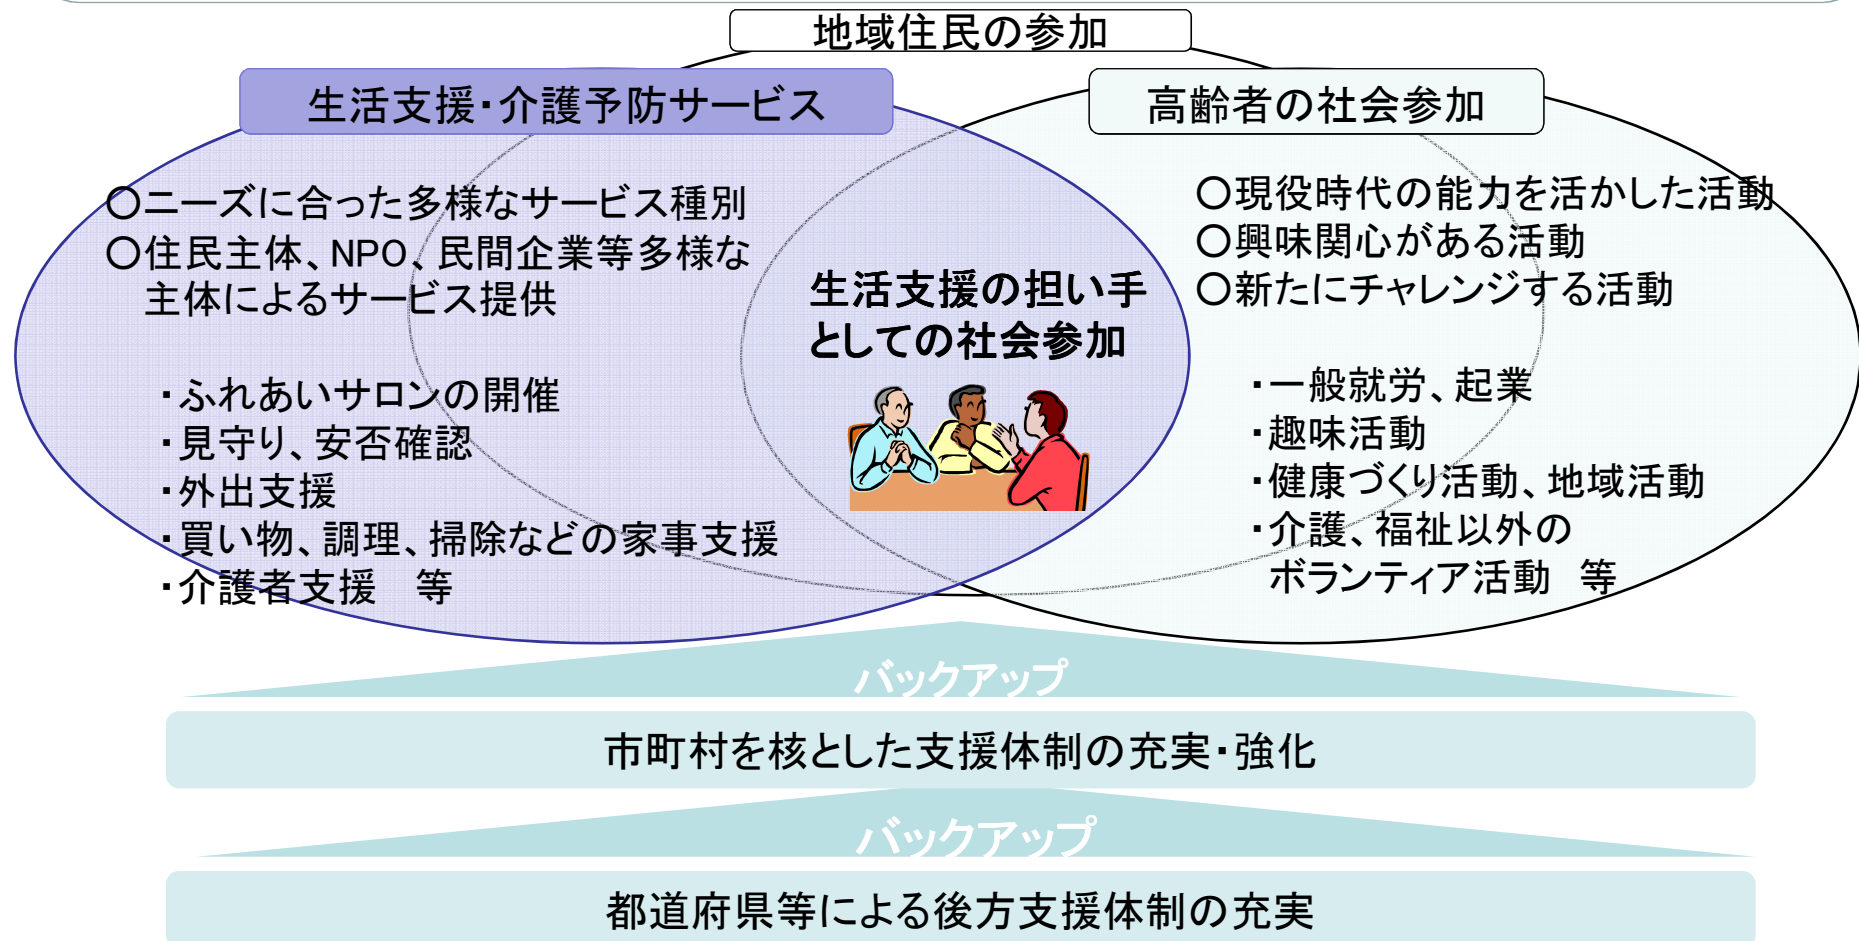 地域住民の参加
生活支援・介護予防サービス
○ニーズに合った多様なサービス種別
○住民主体、NPO、民間企業等多様な
主体によるサービス提供
・ふれあいサロンの開催
・見守り、安否確認
・外出支援
・買い物、調理、掃除などの家事支援
・介護者支援　等
生活支援の担い手
としての社会参加
高齢者の社会参加
○現役時代の能力を活かした活動
○興味関心がある活動
○新たにチャレンジする活動
・一般就労、起業
・趣味活動
・健康づくり活動、地域活動
・介護、福祉以外の
ボランティア活動　等
バックアップ
市町村を核とした支援体制の充実・強化
バックアップ
都道府県等による後方支援体制の充実